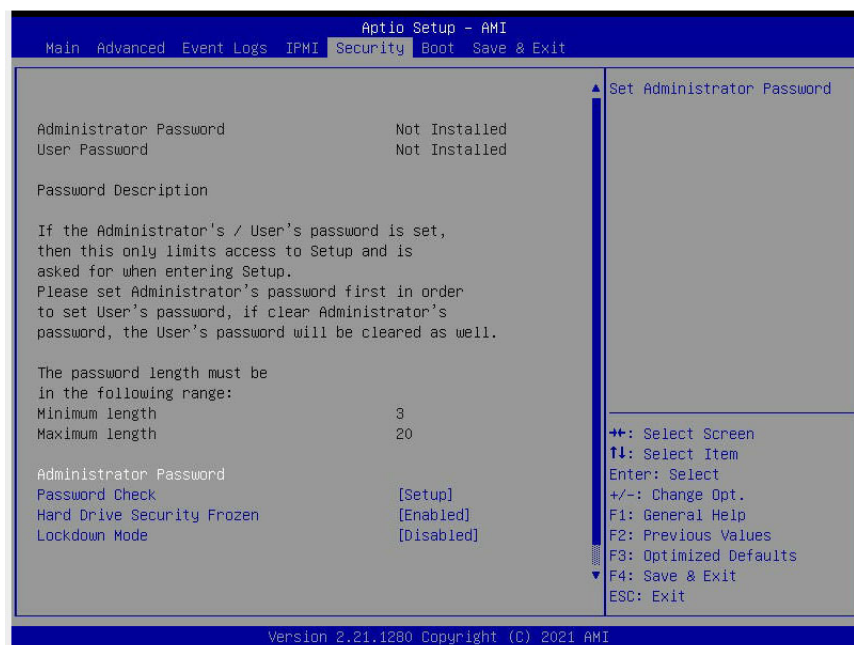 Aptio Setup – AMI
Main Advanced Event Logs IPMI Security Boot Save & Exit
Administrator Password Not Installed
User Password Not Installed
Password Description
If the Administrator's / User's password is set,
then this only limits access to Setup and is
asked for when entering Setup.
Please set Administrator's password first in order
to set User's password, if clear Administrator's
password, the User's password will be cleared as well.
The password length must be
in the following range:
Minimum length 3
Maximum length 20
Administrator Password
Password Check [Setup]
Hard Drive Security Frozen [Enabled]
Lockdown Mode [Disabled]
Set Administrator Password
→←: Select Screen
↑↓: Select Item
Enter: Select
+/-: Change Opt.
F1: General Help
F2: Previous Values
F3: Optimized Defaults
F4: Save & Exit
ESC: Exit
Version 2.21.1280 Copyright (C) 2021 AMI